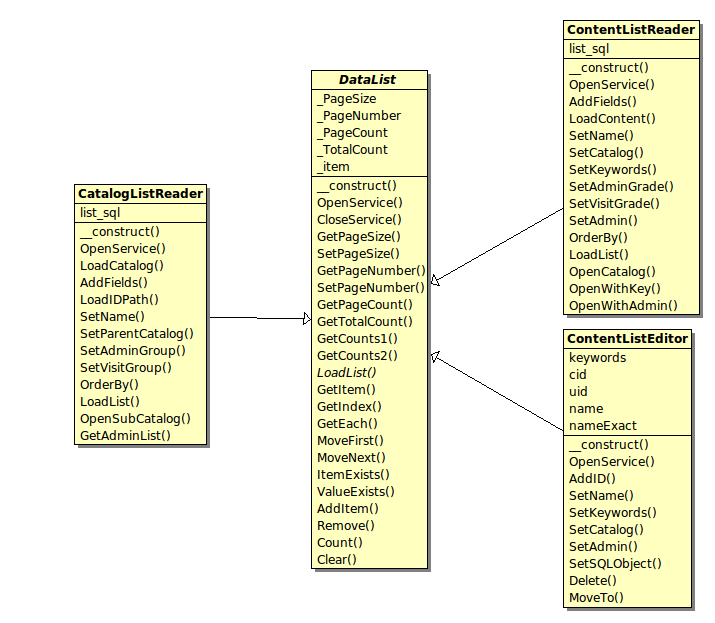 CatalogListReader
list_sql
__construct()
OpenService()
LoadCatalog()
AddFields()
LoadIDPath()
SetName()
SetParentCatalog()
SetAdminGroup()
SetVisitGroup()
OrderBy()
LoadList()
OpenSubCatalog()
GetAdminList()
DataList
_PageSize
_PageNumber
_PageCount
_TotalCount
_item
__construct()
OpenService()
CloseService()
GetPageSize()
SetPageSize()
GetPageNumber()
SetPageNumber()
GetPageCount()
GetTotalCount()
GetCounts1()
GetCounts2()
LoadList()
GetItem()
GetIndex()
GetEach()
MoveFirst()
MoveNext()
ItemExists()
ValueExists()
AddItem()
Remove()
Count()
Clear()
ContentListReader
list_sql
__construct()
OpenService()
AddFields()
LoadContent()
SetName()
SetCatalog()
SetKeywords()
SetAdminGrade()
SetVisitGrade()
SetAdmin()
OrderBy()
LoadList()
OpenCatalog()
OpenWithKey()
OpenWithAdmin()
ContentListEditor
keywords
cid
uid
name
nameExact
__construct()
OpenService()
AddID()
SetName()
SetKeywords()
SetCatalog()
SetAdmin()
SetSQLObject()
Delete()
MoveTo()